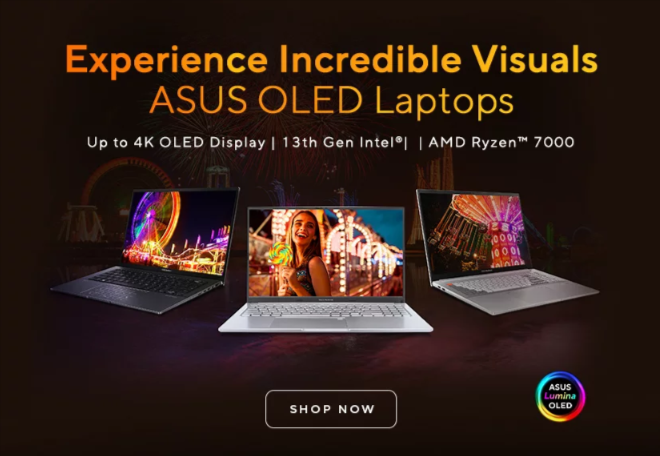 Experience Incredible Visuals
ASUS OLED Laptops
Up to 4K OLED Display | 13th Gen Intel®| | AMD Ryzen™ 7000
SHOP NOW
ASUS
Lumina
OLED